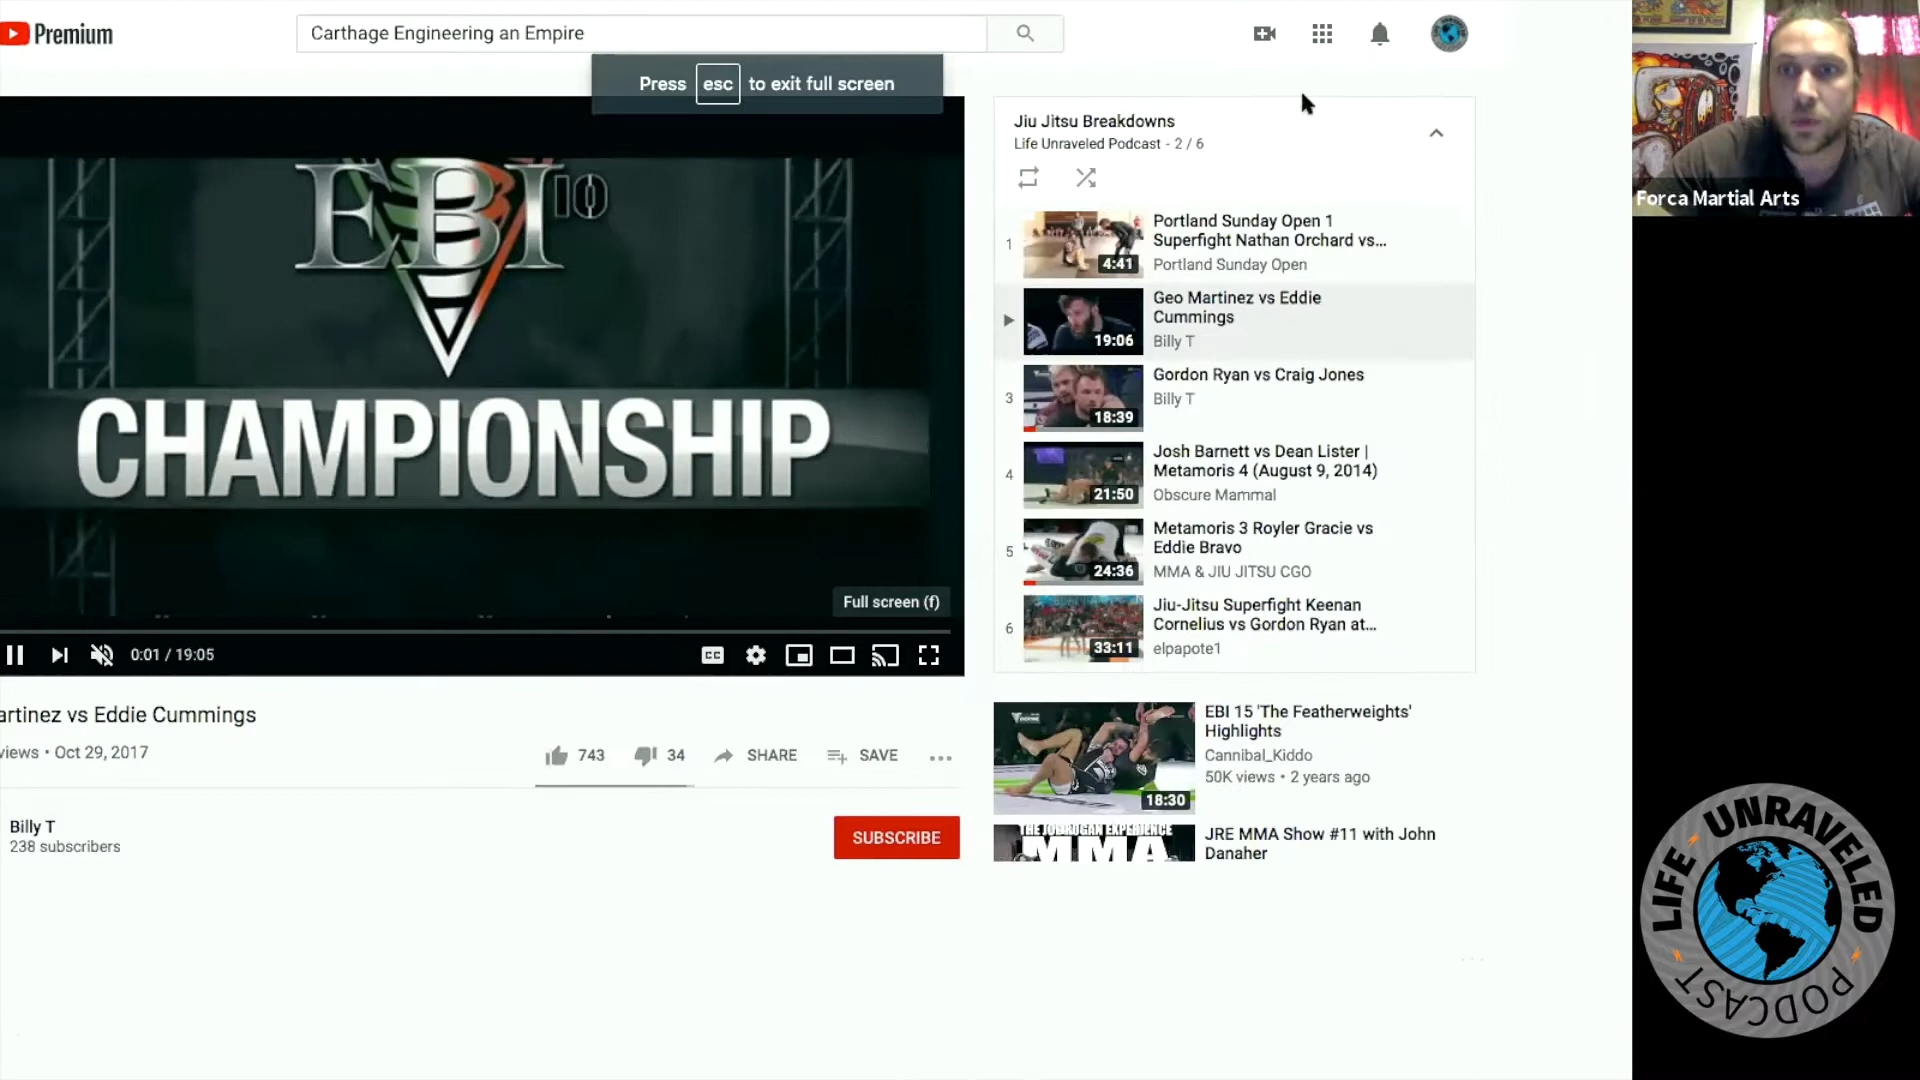 Premium
Carthage Engineering an Empire
Press esc to exit full screen
EBI 10
CHAMPIONSHIP
Full screen (f)
0:01 / 19:05
CC
artinez vs Eddie Cummings
views • Oct 29, 2017
743
34
SHARE
SAVE
Billy T
238 subscribers
SUBSCRIBE
Jiu Jitsu Breakdowns
Life Unraveled Podcast - 2 / 6
1
4:41
Portland Sunday Open 1
Superfight Nathan Orchard vs...
Portland Sunday Open
19:06
Geo Martinez vs Eddie
Cummings
Billy T
3
18:39
Gordon Ryan vs Craig Jones
Billy T
4
21:50
Josh Barnett vs Dean Lister |
Metamoris 4 (August 9, 2014)
Obscure Mammal
5
24:36
Metamoris 3 Royler Gracie vs
Eddie Bravo
MMA & JIU JITSU CGO
6
33:11
Jiu-Jitsu Superfight Keenan
Cornelius vs Gordon Ryan at...
elpapote1
18:30
EBI 15 'The Featherweights'
Highlights
Cannibal_Kiddo
50K views • 2 years ago
THE JOE ROGAN EXPERIENCE
MMA
JRE MMA Show #11 with John
Danaher
Forca Martial Arts
LIFE UNRAVELED PODCAST